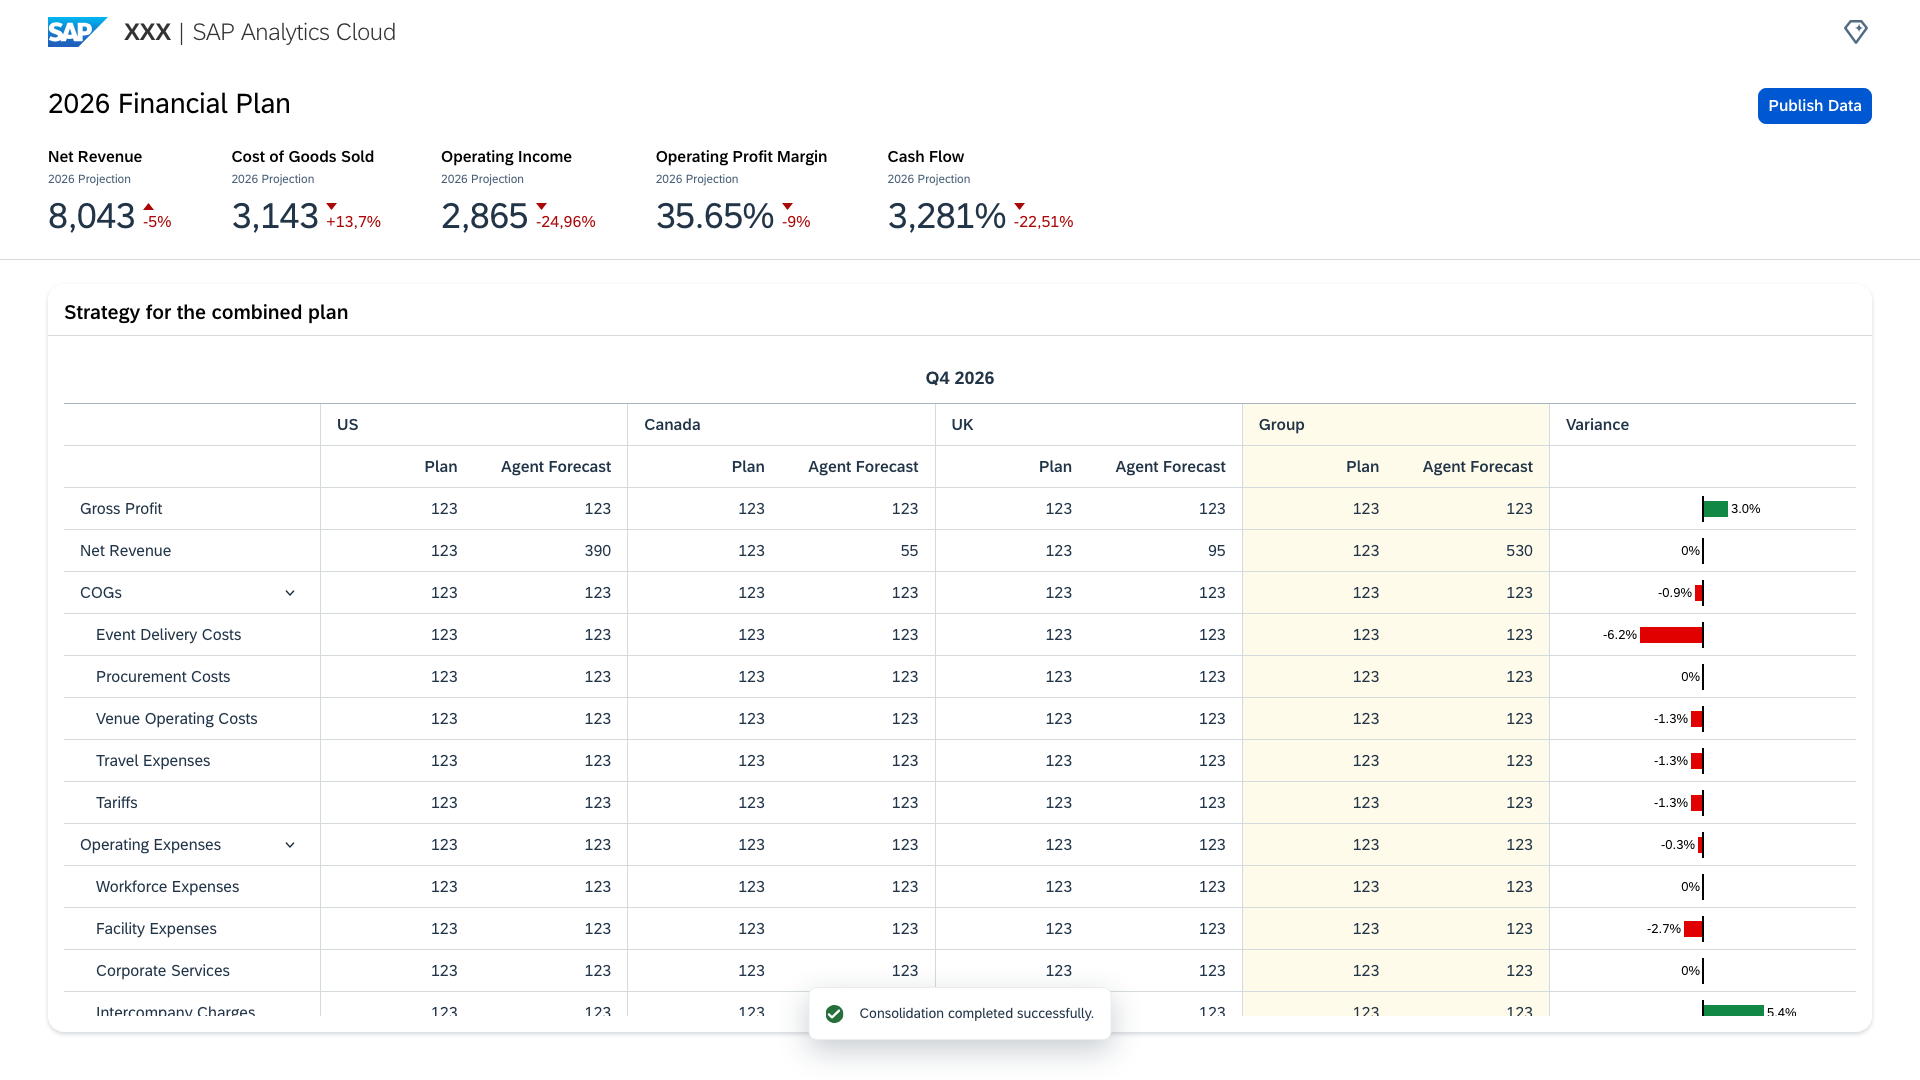 SAP XXX | SAP Analytics Cloud
2026 Financial Plan
Publish Data
Net Revenue
2026 Projection
8,043 -5%
Cost of Goods Sold
2026 Projection
3,143 +13,7%
Operating Income
2026 Projection
2,865 -24,96%
Operating Profit Margin
2026 Projection
35.65% -9%
Cash Flow
2026 Projection
3,281% -22,51%
Strategy for the combined plan
Q4 2026
US Canada UK Group Variance
Plan Agent Forecast Plan Agent Forecast Plan Agent Forecast Plan Agent Forecast
Gross Profit 123 123 123 123 123 123 123 123 3.0%
Net Revenue 123 390 123 55 123 95 123 530 0%
COGs 123 123 123 123 123 123 123 123 -0.9%
Event Delivery Costs 123 123 123 123 123 123 123 123 -6.2%
Procurement Costs 123 123 123 123 123 123 123 123 0%
Venue Operating Costs 123 123 123 123 123 123 123 123 -1.3%
Travel Expenses 123 123 123 123 123 123 123 123 -1.3%
Tariffs 123 123 123 123 123 123 123 123 -1.3%
Operating Expenses 123 123 123 123 123 123 123 123 -0.3%
Workforce Expenses 123 123 123 123 123 123 123 123 0%
Facility Expenses 123 123 123 123 123 123 123 123 -2.7%
Corporate Services 123 123 123 123 123 123 123 123 0%
Intercompany Charges 123 123 123 123 123 123 5.4%
Consolidation completed successfully.